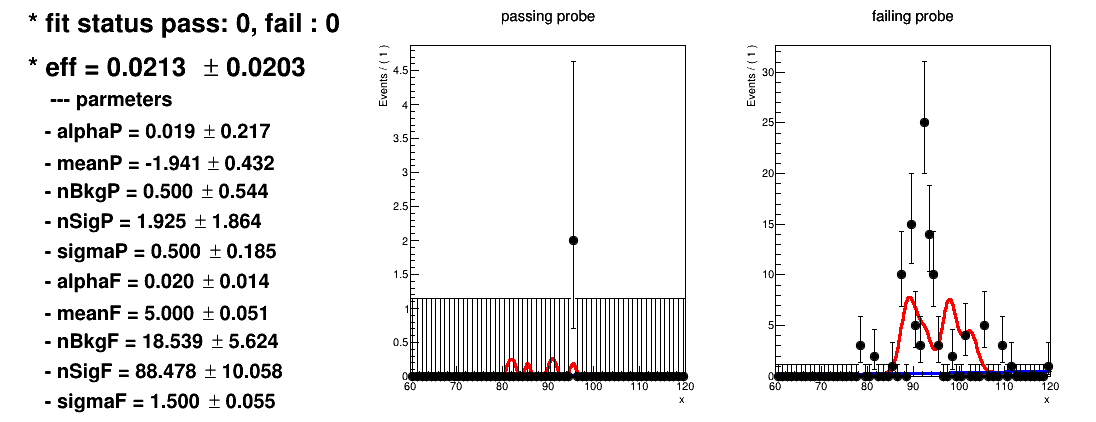 * fit status pass: 0, fail : 0
* eff = 0.0213 ± 0.0203
--- parmeters
- alphaP = 0.019 ± 0.217
- meanP = -1.941 ± 0.432
- nBkgP = 0.500 ± 0.544
- nSigP = 1.925 ± 1.864
- sigmaP = 0.500 ± 0.185
- alphaF = 0.020 ± 0.014
- meanF = 5.000 ± 0.051
- nBkgF = 18.539 ± 5.624
- nSigF = 88.478 ± 10.058
- sigmaF = 1.500 ± 0.055
passing probe
Events / ( 1 )
4.5
4
3.5
3
2.5
2
1.5
1
0.5
0
60 70 80 90 100 110 120
x
failing probe
Events / ( 1 )
30
25
20
15
10
5
0
60 70 80 90 100 110 120
x